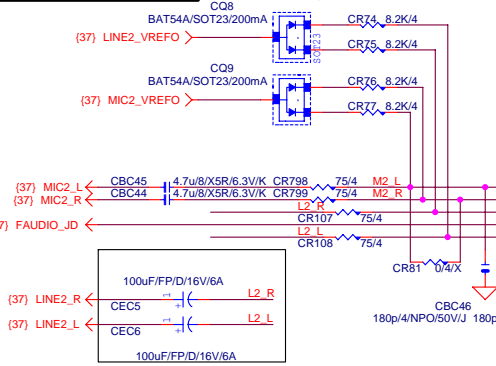 CQ8
BAT54A/SOT23/200mA
CR74 8.2K/4
{37} LINE2_VREFO
SOT23
CR75 8.2K/4
CQ9
BAT54A/SOT23/200mA
CR76 8.2K/4
{37} MIC2_VREFO
CR77 8.2K/4
{37} MIC2_L CBC45 4.7u/8/X5R/6.3V/K CR798 75/4 M2_L
{37} MIC2_R CBC44 4.7u/8/X5R/6.3V/K CR799 75/4 M2_R
L2_R
7} FAUDIO_JD CR107 75/4
L2_L
CR108 75/4
CR81 0/4/X
100uF/FP/D/16V/6A
{37} LINE2_R CEC5 1 + L2_R
{37} LINE2_L CEC6 1 + L2_L
100uF/FP/D/16V/6A
CBC46
180p/4/NPO/50V/J 180p